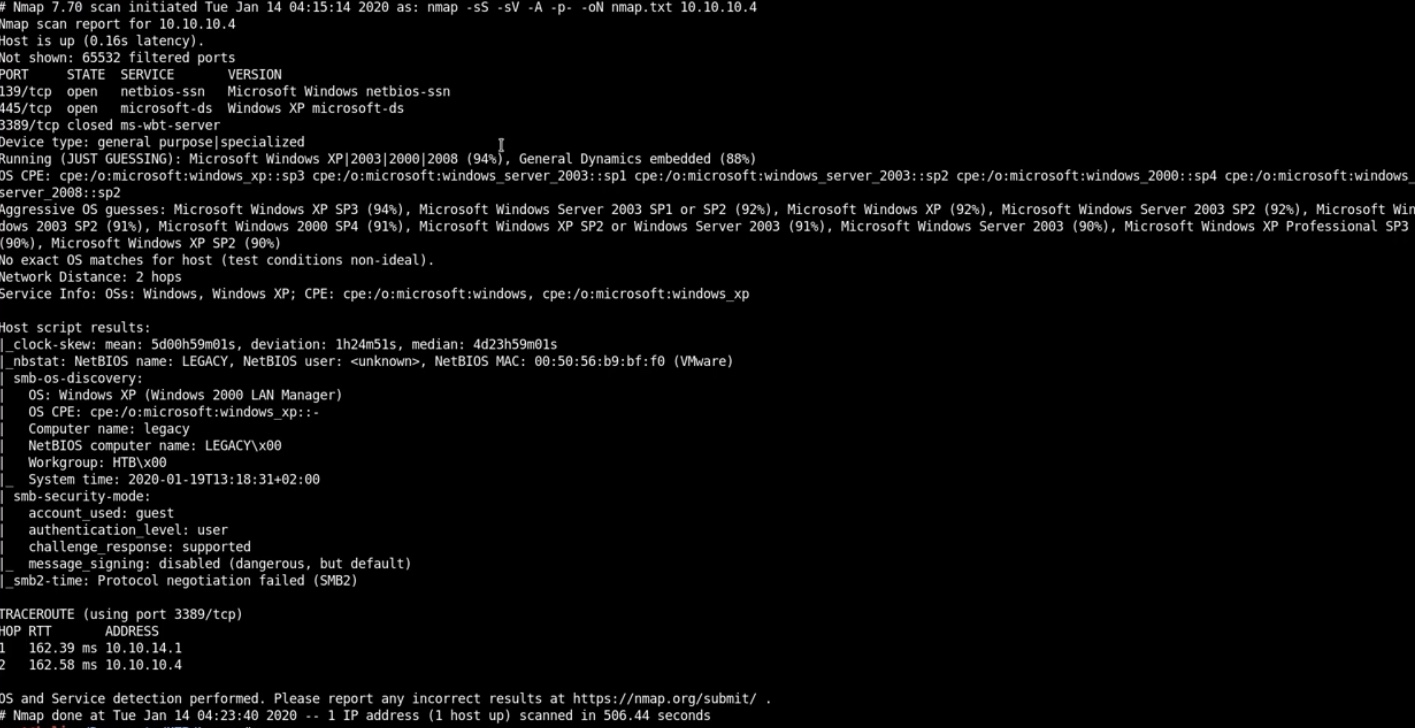 # Nmap 7.70 scan initiated Tue Jan 14 04:15:14 2020 as: nmap -sS -sV -A -p- -oN nmap.txt 10.10.10.4
Nmap scan report for 10.10.10.4
Host is up (0.16s latency).
Not shown: 65532 filtered ports
PORT     STATE  SERVICE       VERSION
139/tcp  open   netbios-ssn   Microsoft Windows netbios-ssn
445/tcp  open   microsoft-ds  Windows XP microsoft-ds
3389/tcp closed ms-wbt-server
Device type: general purpose|specialized
Running (JUST GUESSING): Microsoft Windows XP|2003|2000|2008 (94%), General Dynamics embedded (88%)
OS CPE: cpe:/o:microsoft:windows_xp::sp3 cpe:/o:microsoft:windows_server_2003::sp1 cpe:/o:microsoft:windows_server_2003::sp2 cpe:/o:microsoft:windows_2000::sp4 cpe:/o:microsoft:windows_
server_2008::sp2
Aggressive OS guesses: Microsoft Windows XP SP3 (94%), Microsoft Windows Server 2003 SP1 or SP2 (92%), Microsoft Windows XP (92%), Microsoft Windows Server 2003 SP2 (92%), Microsoft Win
dows 2003 SP2 (91%), Microsoft Windows 2000 SP4 (91%), Microsoft Windows XP SP2 or Windows Server 2003 (91%), Microsoft Windows Server 2003 (90%), Microsoft Windows XP Professional SP3
(90%), Microsoft Windows XP SP2 (90%)
No exact OS matches for host (test conditions non-ideal).
Network Distance: 2 hops
Service Info: OSs: Windows, Windows XP; CPE: cpe:/o:microsoft:windows, cpe:/o:microsoft:windows_xp

Host script results:
|_clock-skew: mean: 5d00h59m01s, deviation: 1h24m51s, median: 4d23h59m01s
|_nbstat: NetBIOS name: LEGACY, NetBIOS user: <unknown>, NetBIOS MAC: 00:50:56:b9:bf:f0 (VMware)
| smb-os-discovery:
|   OS: Windows XP (Windows 2000 LAN Manager)
|   OS CPE: cpe:/o:microsoft:windows_xp::-
|   Computer name: legacy
|   NetBIOS computer name: LEGACY\x00
|   Workgroup: HTB\x00
|_  System time: 2020-01-19T13:18:31+02:00
| smb-security-mode:
|   account_used: guest
|   authentication_level: user
|   challenge_response: supported
|_  message_signing: disabled (dangerous, but default)
|_smb2-time: Protocol negotiation failed (SMB2)

TRACEROUTE (using port 3389/tcp)
HOP RTT       ADDRESS
1   162.39 ms 10.10.14.1
2   162.58 ms 10.10.10.4

OS and Service detection performed. Please report any incorrect results at https://nmap.org/submit/ .
# Nmap done at Tue Jan 14 04:23:40 2020 -- 1 IP address (1 host up) scanned in 506.44 seconds